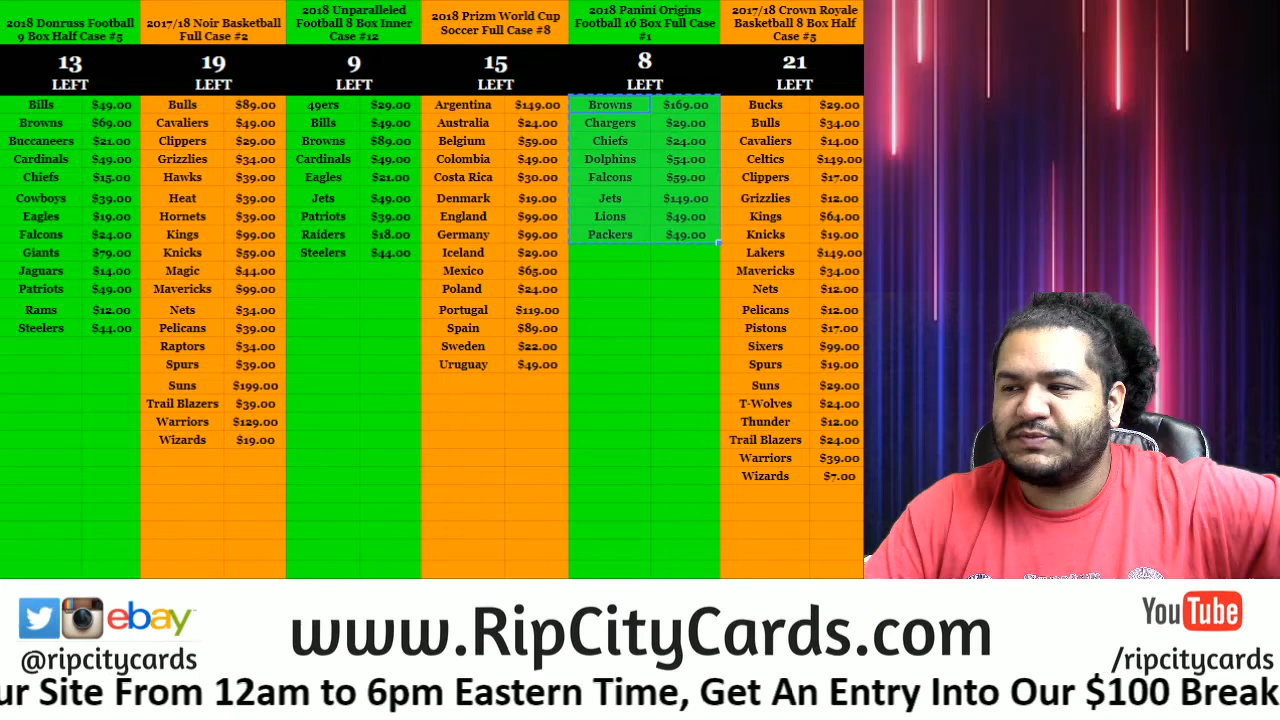 2018 Donruss Football
9 Box Half Case #5
13
LEFT
Bills $49.00
Browns $69.00
Buccaneers $21.00
Cardinals $49.00
Chiefs $15.00
Cowboys $39.00
Eagles $19.00
Falcons $24.00
Giants $79.00
Jaguars $14.00
Patriots $49.00
Rams $12.00
Steelers $44.00
2017/18 Noir Basketball
Full Case #2
19
LEFT
Bulls $89.00
Cavaliers $49.00
Clippers $29.00
Grizzlies $34.00
Hawks $39.00
Heat $39.00
Hornets $39.00
Kings $99.00
Knicks $59.00
Magic $44.00
Mavericks $99.00
Nets $34.00
Pelicans $39.00
Raptors $34.00
Spurs $39.00
Suns $199.00
Trail Blazers $39.00
Warriors $129.00
Wizards $19.00
2018 Unparalleled
Football 8 Box Inner
Case #12
9
LEFT
49ers $29.00
Bills $49.00
Browns $89.00
Cardinals $49.00
Eagles $21.00
Jets $49.00
Patriots $39.00
Raiders $18.00
Steelers $44.00
2018 Prizm World Cup
Soccer Full Case #8
15
LEFT
Argentina $149.00
Australia $24.00
Belgium $59.00
Colombia $49.00
Costa Rica $30.00
Denmark $19.00
England $99.00
Germany $99.00
Iceland $29.00
Mexico $65.00
Poland $24.00
Portugal $119.00
Spain $89.00
Sweden $22.00
Uruguay $49.00
2018 Panini Origins
Football 16 Box Full Case
#1
8
LEFT
Browns $169.00
Chargers $29.00
Chiefs $24.00
Dolphins $54.00
Falcons $59.00
Jets $149.00
Lions $49.00
Packers $49.00
2017/18 Crown Royale
Basketball 8 Box Half
Case #5
21
LEFT
Bucks $29.00
Bulls $34.00
Cavaliers $14.00
Celtics $149.00
Clippers $17.00
Grizzlies $12.00
Kings $64.00
Knicks $19.00
Lakers $149.00
Mavericks $34.00
Nets $12.00
Pelicans $12.00
Pistons $17.00
Sixers $99.00
Spurs $19.00
Suns $29.00
T-Wolves $24.00
Thunder $12.00
Trail Blazers $24.00
Warriors $39.00
Wizards $7.00
ebay
@ripcitycards
www.RipCityCards.com
YouTube
/ripcitycards
ur Site From 12am to 6pm Eastern Time, Get An Entry Into Our $100 Break